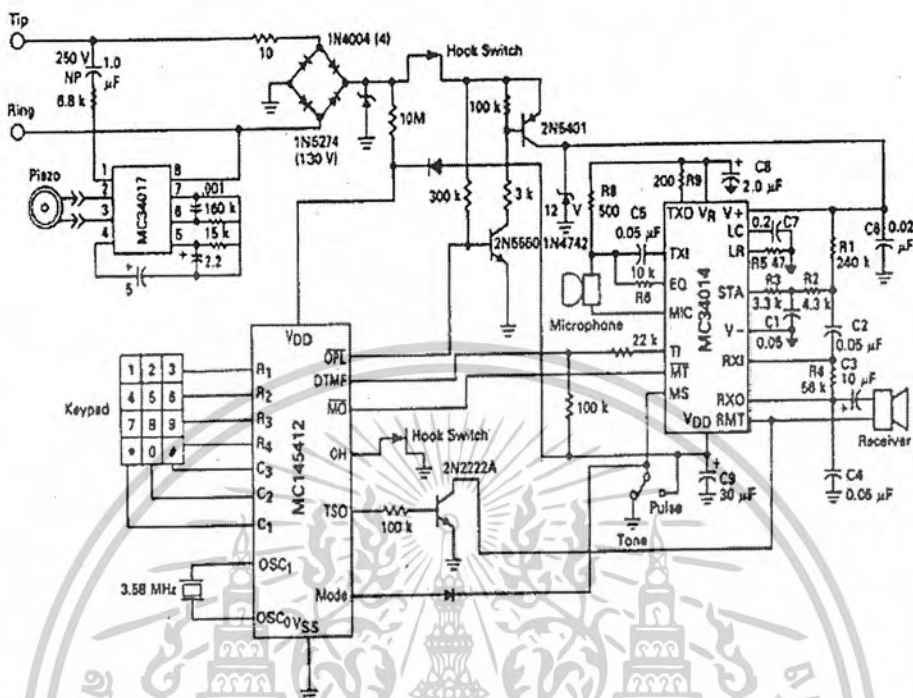 Tip
250 V
NP
1.0
µF
6.8 k
10
1N4004 (4)
Hook Switch
Ring
1N5274
(130 V)
10M
100 k
2N5401
300 k
3 k
12 V
1N4742
2N5550
Piezo
1
2
3
4
MC34017
8
7
6
5
.001
160 k
15 k
2.2
5
R8
500
200
R9
C8
2.0 µF
C5
0.05
µF
10 k
R6
Microphone
TXO
VR
V+
TXI
LC
LR
EQ
STA
MIC
V-
TI
RXI
MT
MS
RXO
VDD
RMT
MC34014
0.2
C7
R5 47
R1
240 k
C6
0.02
µF
R3
3.3 k
R2
4.3 k
C1
0.05
C2
0.05 µF
R4
56 k
C3
10 µF
Receiver
C4
0.05 µF
C9
30 µF
22 k
100 k
Keypad
1 2 3
4 5 6
7 8 9
* 0 #
R1
R2
R3
R4
C3
C2
C1
OSC1
OSC0
3.58 MHz
VDD
MC145412
VSS
OPL
DTMF
MO
CH
TSO
Mode
Hook Switch
2N2222A
100 k
Pulse
Tone